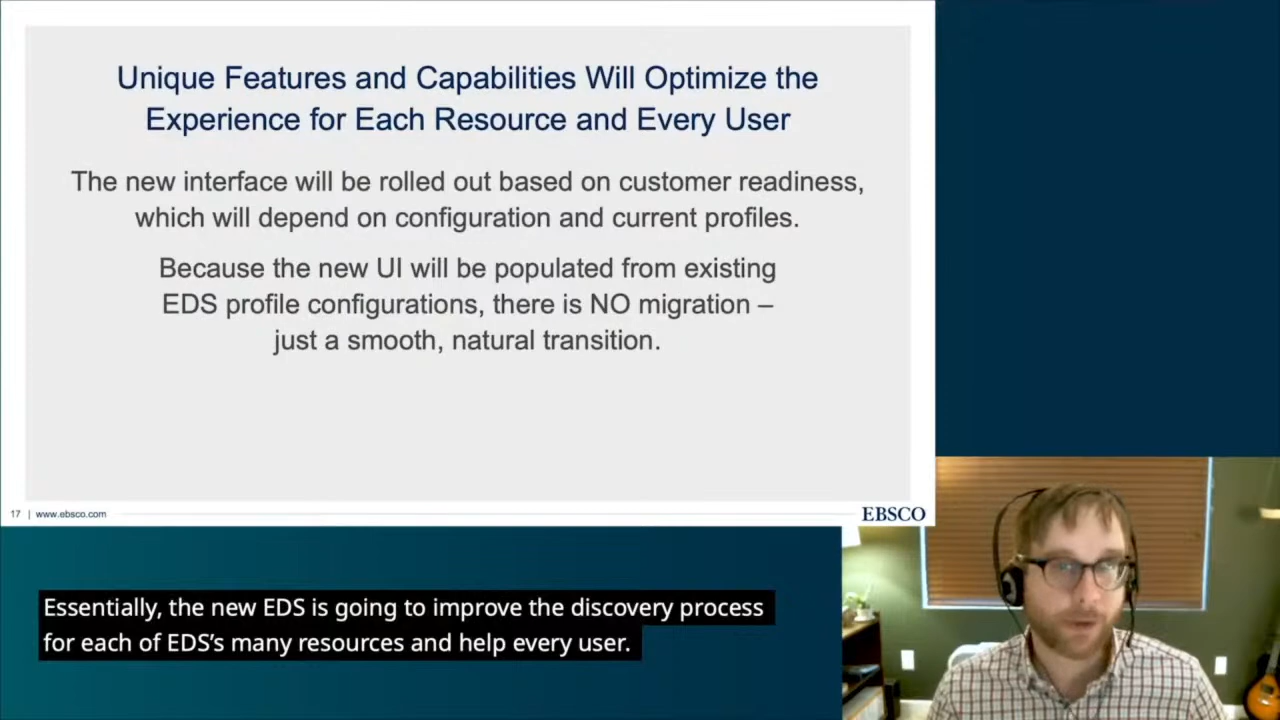 Unique Features and Capabilities Will Optimize the
Experience for Each Resource and Every User
The new interface will be rolled out based on customer readiness,
which will depend on configuration and current profiles.
Because the new UI will be populated from existing
EDS profile configurations, there is NO migration –
just a smooth, natural transition.
17 | www.ebsco.com
EBSCO
Essentially, the new EDS is going to improve the discovery process
for each of EDS’s many resources and help every user.